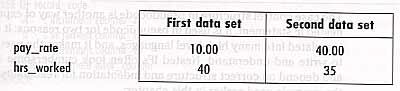 First data set Second data set
pay_rate 10.00 40.00
hrs_worked 40 35